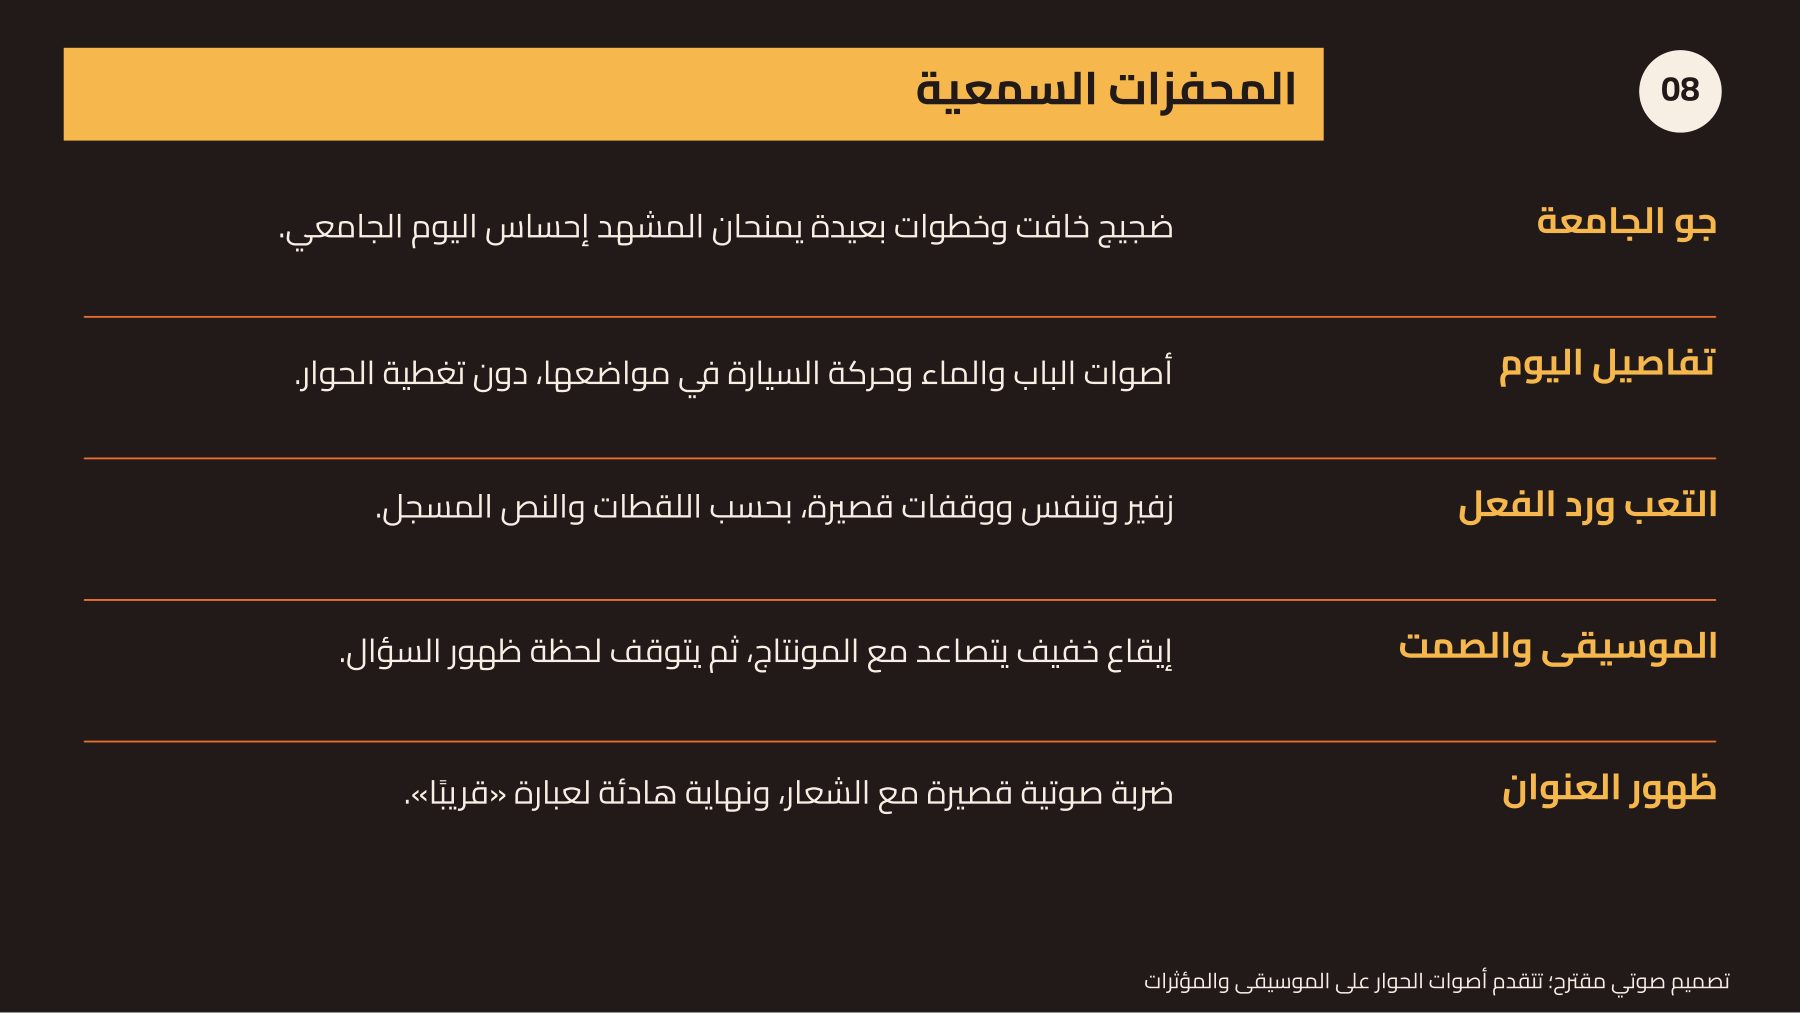 08
المحفزات السمعية
جو الجامعة
ضجيج خافت وخطوات بعيدة يمنحان المشهد إحساس اليوم الجامعي.
تفاصيل اليوم
أصوات الباب والماء وحركة السيارة في مواضعها، دون تغطية الحوار.
التعب ورد الفعل
زفير وتنفس ووقفات قصيرة، بحسب اللقطات والنص المسجل.
الموسيقى والصمت
إيقاع خفيف يتصاعد مع المونتاج، ثم يتوقف لحظة ظهور السؤال.
ظهور العنوان
ضربة صوتية قصيرة مع الشعار، ونهاية هادئة لعبارة «قريبًا».
تصميم صوتي مقترح؛ تتقدم أصوات الحوار على الموسيقى والمؤثرات